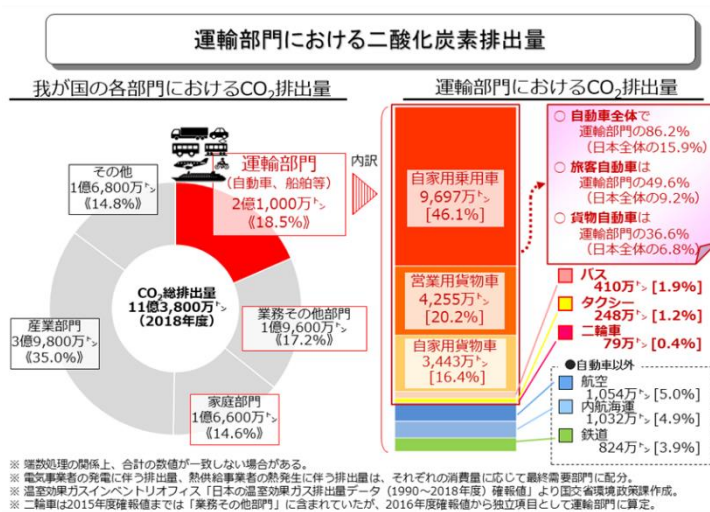 運輸部門における二酸化炭素排出量
我が国の各部門におけるCO₂排出量
運輸部門
(自動車、船舶等)
2億1,000万㌧
《18.5%》
内訳
その他
1億6,800万㌧
《14.8%》
CO₂総排出量
11億3,800万㌧
(2018年度)
産業部門
3億9,800万㌧
《35.0%》
業務その他部門
1億9,600万㌧
《17.2%》
家庭部門
1億6,600万㌧
《14.6%》
運輸部門におけるCO₂排出量
自家用乗用車
9,697万㌧
[46.1%]
営業用貨物車
4,255万㌧
[20.2%]
自家用貨物車
3,443万㌧
[16.4%]
○ 自動車全体で
運輸部門の86.2%
(日本全体の15.9%)
○ 旅客自動車は
運輸部門の49.6%
(日本全体の9.2%)
○ 貨物自動車は
運輸部門の36.6%
(日本全体の6.8%)
バス
410万㌧ [1.9%]
タクシー
248万㌧ [1.2%]
二輪車
79万㌧ [0.4%]
●自動車以外
航空
1,054万㌧ [5.0%]
内航海運
1,032万㌧ [4.9%]
鉄道
824万㌧ [3.9%]
※ 端数処理の関係上、合計の数値が一致しない場合がある。
※ 電気事業者の発電に伴う排出量、熱供給事業者の熱発生に伴う排出量は、それぞれの消費量に応じて最終需要部門に配分。
※ 温室効果ガスインベントリオフィス「日本の温室効果ガス排出量データ(1990~2018年度)確報値」より国交省環境政策課作成。
※ 二輪車は2015年度確報値までは「業務その他部門」に含まれていたが、2016年度確報値から独立項目として運輸部門に算定。